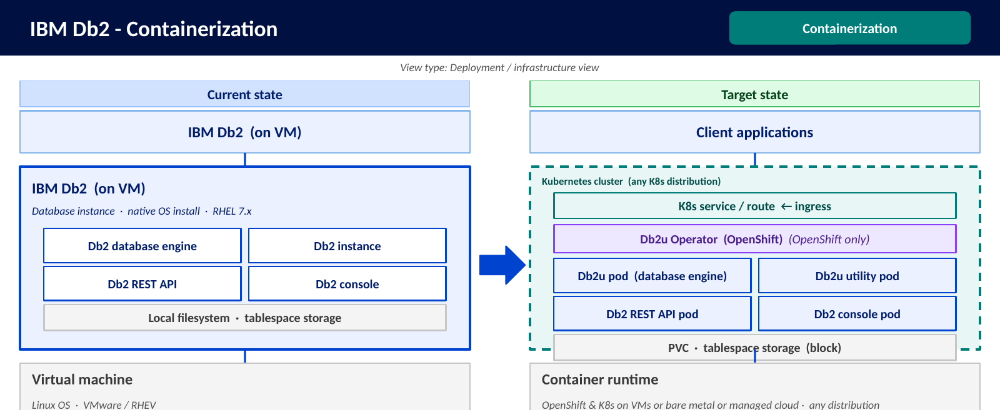 IBM Db2 - Containerization
Containerization
View type: Deployment / infrastructure view
Current state
IBM Db2 (on VM)
IBM Db2 (on VM)
Database instance · native OS install · RHEL 7.x
Db2 database engine
Db2 instance
Db2 REST API
Db2 console
Local filesystem · tablespace storage
Virtual machine
Linux OS · VMware / RHEV
Target state
Client applications
Kubernetes cluster (any K8s distribution)
K8s service / route ← ingress
Db2u Operator (OpenShift) (OpenShift only)
Db2u pod (database engine)
Db2u utility pod
Db2 REST API pod
Db2 console pod
PVC · tablespace storage (block)
Container runtime
OpenShift & K8s on VMs or bare metal or managed cloud · any distribution